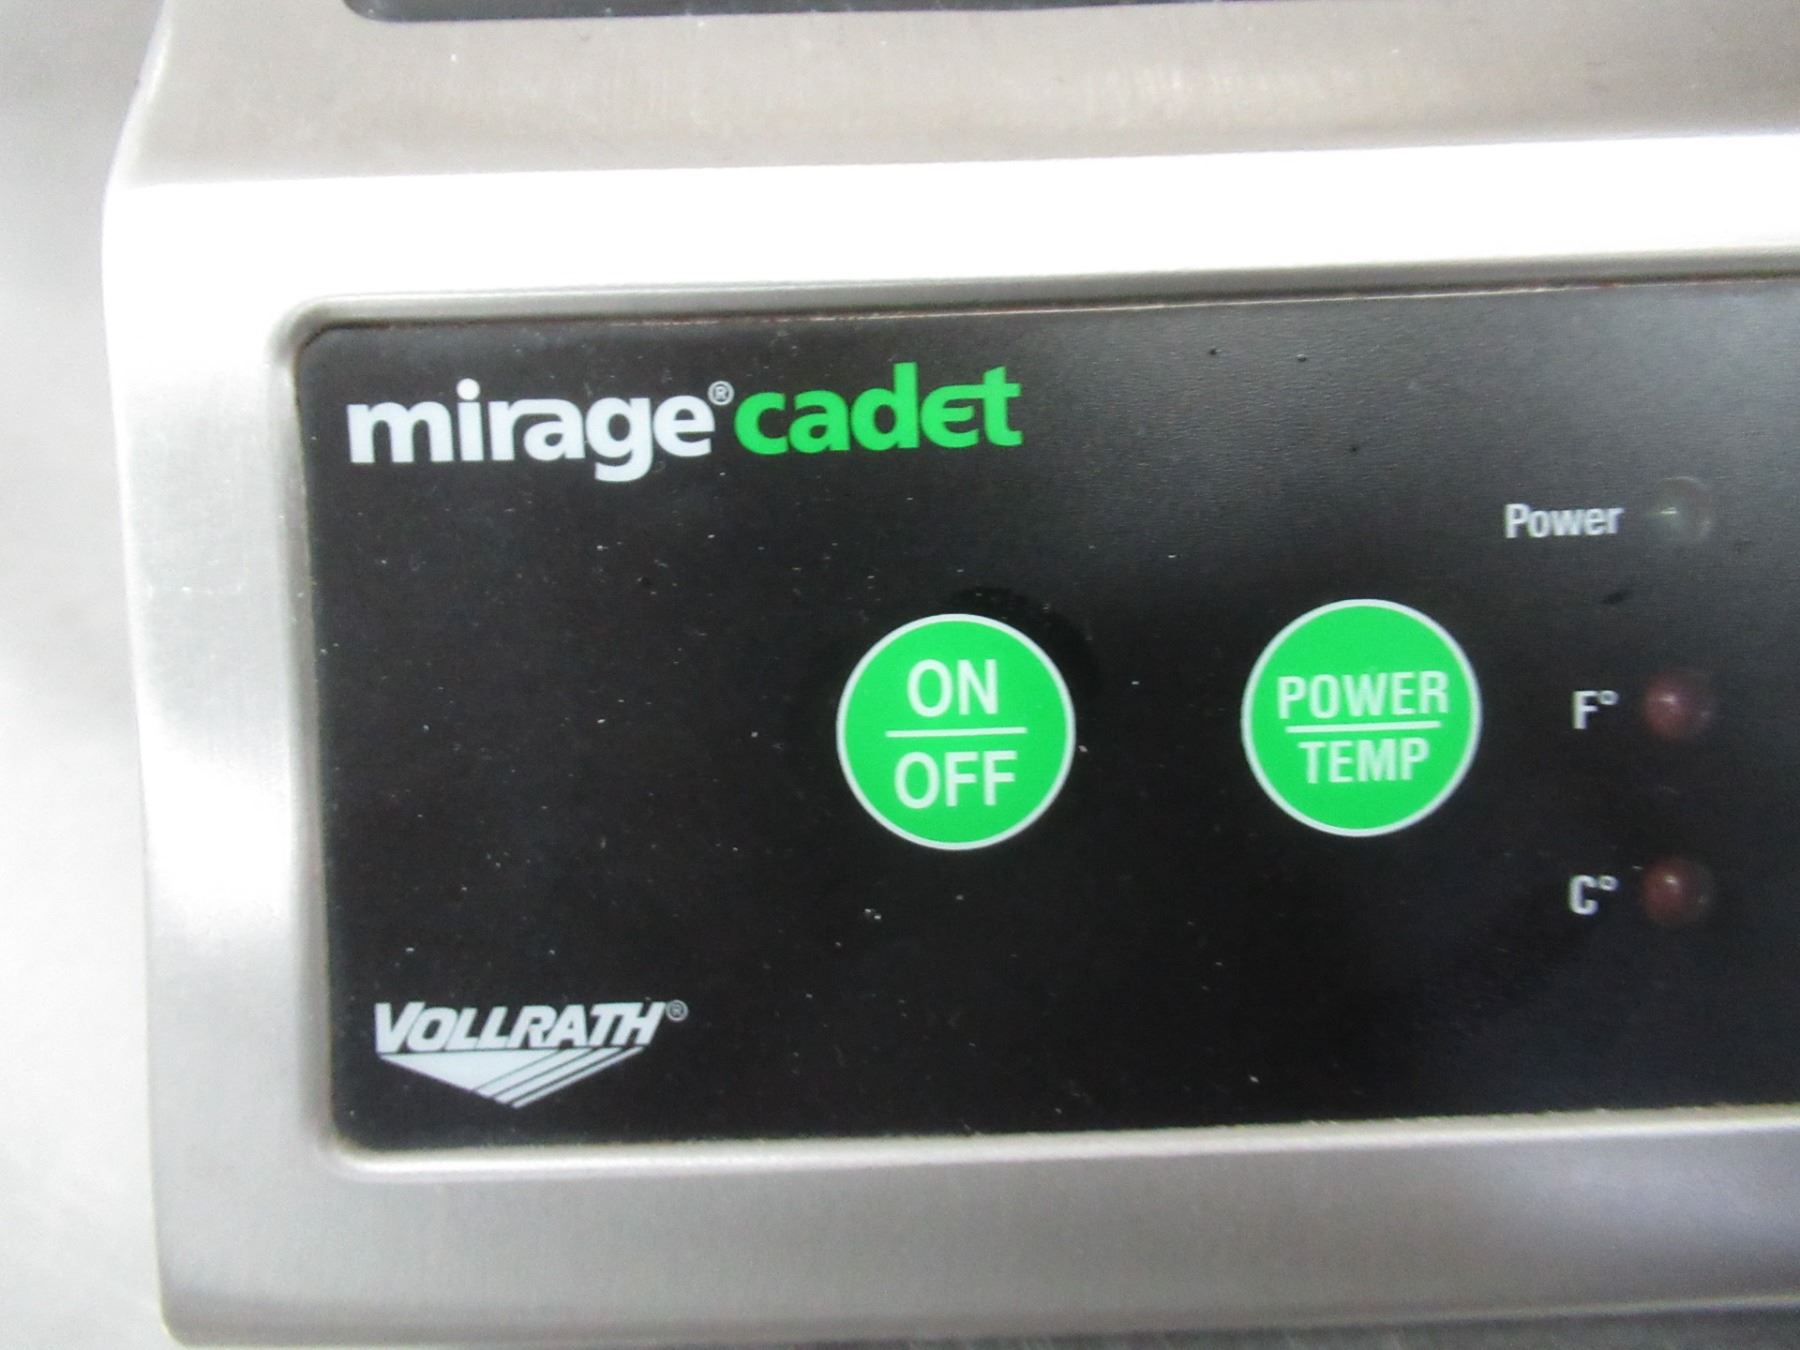 mirage®cadet
Power
ON
OFF
POWER
TEMP
F°
C°
VOLLRATH®